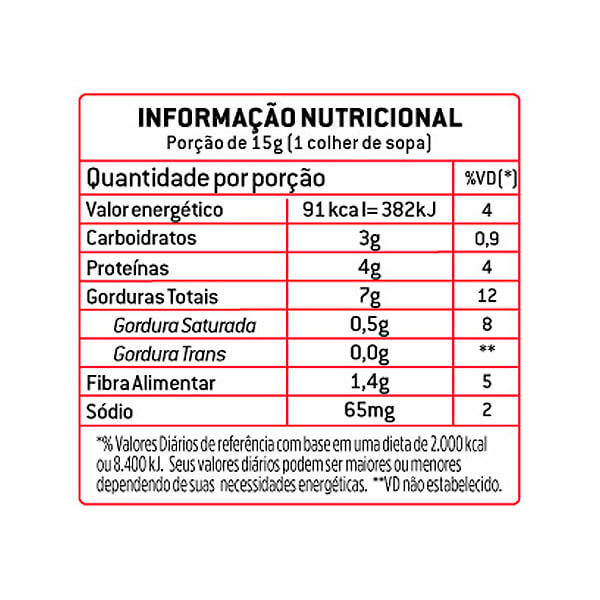 INFORMAÇÃO NUTRICIONAL
Porção de 15g (1 colher de sopa)
Quantidade por porção %VD(*)
Valor energético 91 kcal=382kJ 4
Carboidratos 3g 0,9
Proteínas 4g 4
Gorduras Totais 7g 12
Gordura Saturada 0,5g 8
Gordura Trans 0,0g **
Fibra Alimentar 1,4g 5
Sódio 65mg 2
*% Valores Diários de referência com base em uma dieta de 2.000 kcal
ou 8.400 kJ. Seus valores diários podem ser maiores ou menores
dependendo de suas necessidades energéticas. **VD não estabelecido.